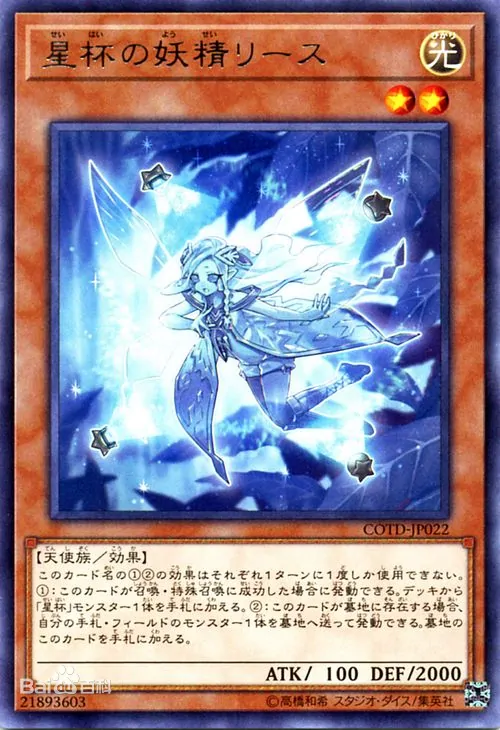 星杯の妖精リース
光
COTD-JP022
【天使族/効果】
このカード名の①②の効果はそれぞれ1ターンに1度しか使用できない。
①:このカードが召喚・特殊召喚に成功した場合に発動できる。デッキから
「星杯」モンスター1体を手札に加える。②:このカードが墓地に存在する場合、
自分の手札・フィールドのモンスター1体を墓地へ送って発動できる。墓地の
このカードを手札に加える。
ATK/ 100 DEF/2000
Bai百科
21893603
©高橋和希 スタジオ・ダイス/集英社